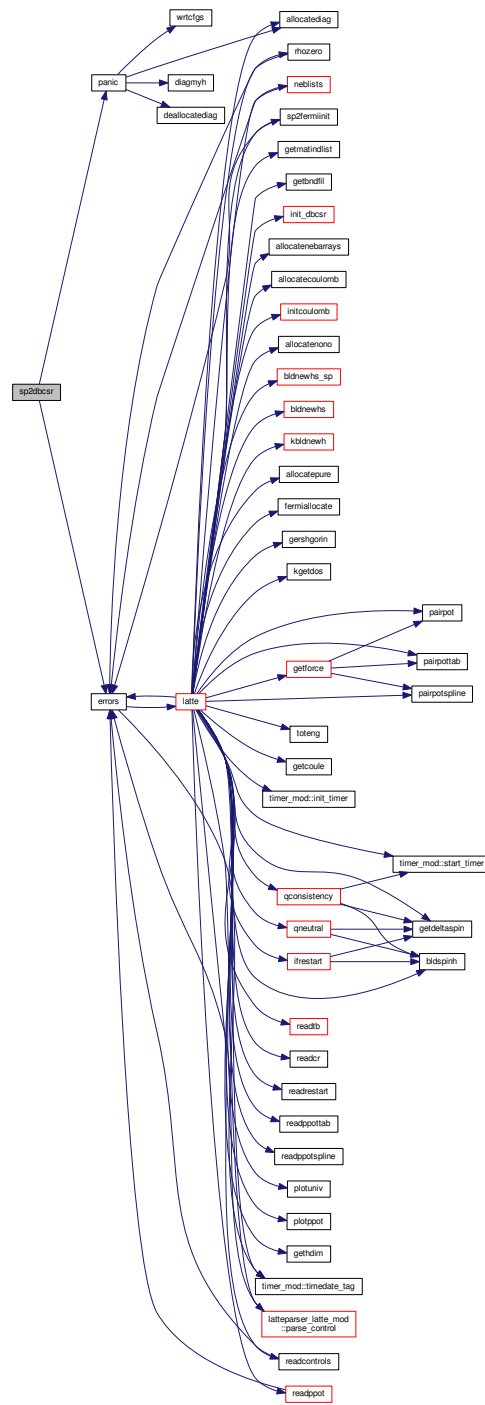 wrtcfgs
allocatediag
rhozero
panic
diagmyh
neblists
deallocatediag
sp2fermiinit
getmatindlist
getbndfil
init_dbcsr
allocatenebarrays
allocatecoulomb
initcoulomb
allocatenono
bldnewhs_sp
sp2dbcsr
bldnewhs
kbldnewh
allocatepure
fermiallocate
gershgorin
kgetdos
pairpot
getforce
pairpottab
pairpotspline
errors
latte
toteng
getcoule
timer_mod::init_timer
timer_mod::start_timer
qconsistency
qneutral
getdeltaspin
ifrestart
bldspinh
readtb
readcr
readrestart
readppottab
readppotspline
plotuniv
plotppot
gethdim
timer_mod::timedate_tag
latteparser_latte_mod
::parse_control
readcontrols
readppot